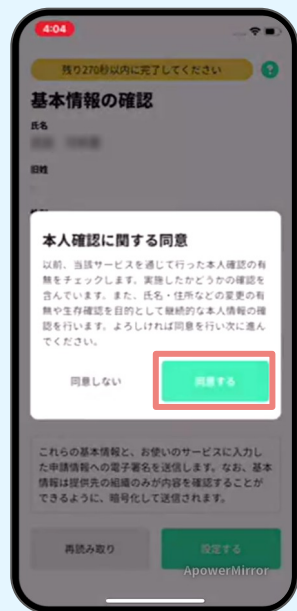 4:04
残り270秒以内に完了してください
?
基本情報の確認
氏名
旧姓
本人確認に関する同意
以前、当該サービスを通じて行った本人確認の有
無をチェックします。実施したかどうかの確認を
含んでいます。また、氏名・住所などの変更の有
無や生存確認を目的として継続的な本人情報の確
認を行います。よろしければ同意を行い次に進ん
でください。
同意しない
同意する
これらの基本情報と、お使いのサービスに入力し
た申請情報への電子署名を送信します。なお、基本
情報は提供先の組織のみが内容を確認することが
できるように、暗号化して送信されます。
再読み取り
設定する
ApowerMirror